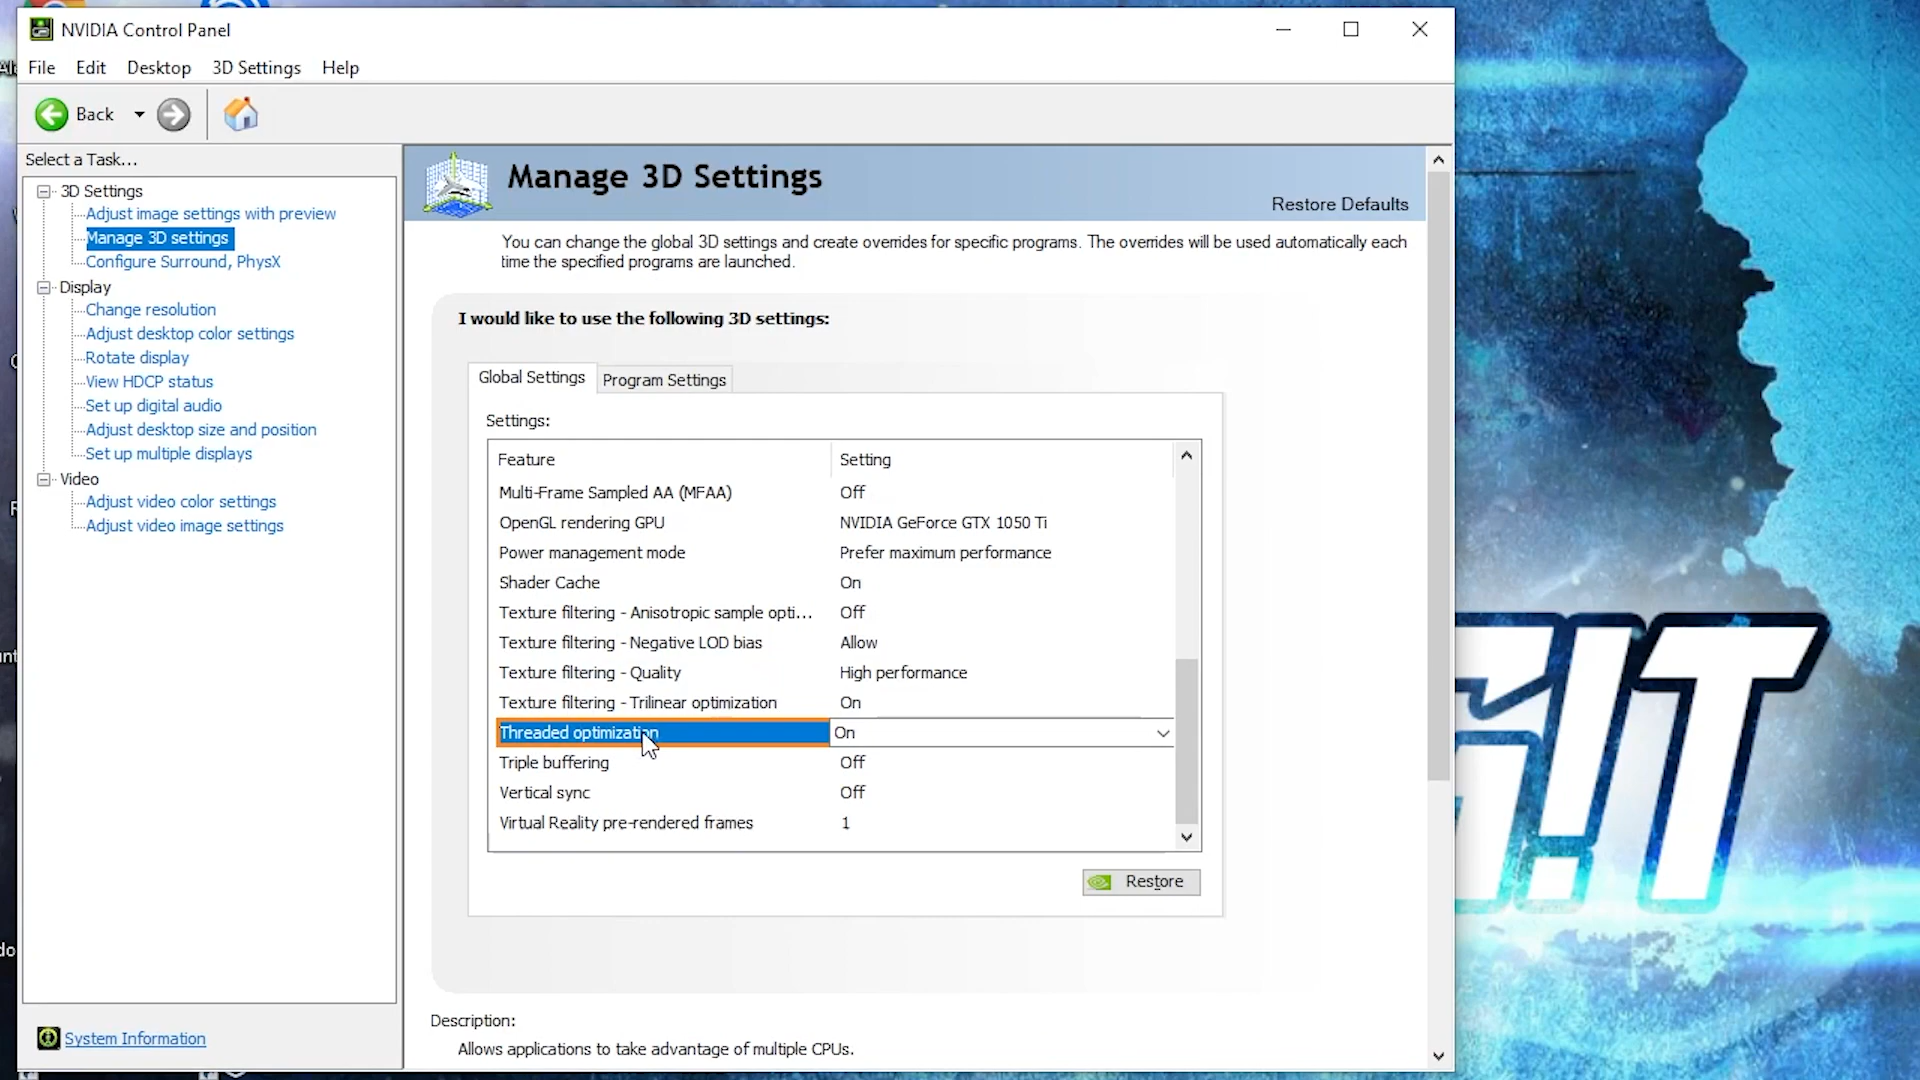 NVIDIA Control Panel
File Edit Desktop 3D Settings Help
Back
Select a Task...
3D Settings
Adjust image settings with preview
Manage 3D settings
Configure Surround, PhysX
Display
Change resolution
Adjust desktop color settings
Rotate display
View HDCP status
Set up digital audio
Adjust desktop size and position
Set up multiple displays
Video
Adjust video color settings
Adjust video image settings
System Information
Manage 3D Settings
Restore Defaults
You can change the global 3D settings and create overrides for specific programs. The overrides will be used automatically each
time the specified programs are launched.
I would like to use the following 3D settings:
Global Settings Program Settings
Settings:
Feature Setting
Multi-Frame Sampled AA (MFAA) Off
OpenGL rendering GPU NVIDIA GeForce GTX 1050 Ti
Power management mode Prefer maximum performance
Shader Cache On
Texture filtering - Anisotropic sample opti... Off
Texture filtering - Negative LOD bias Allow
Texture filtering - Quality High performance
Texture filtering - Trilinear optimization On
Threaded optimization On
Triple buffering Off
Vertical sync Off
Virtual Reality pre-rendered frames 1
Restore
Description:
Allows applications to take advantage of multiple CPUs.